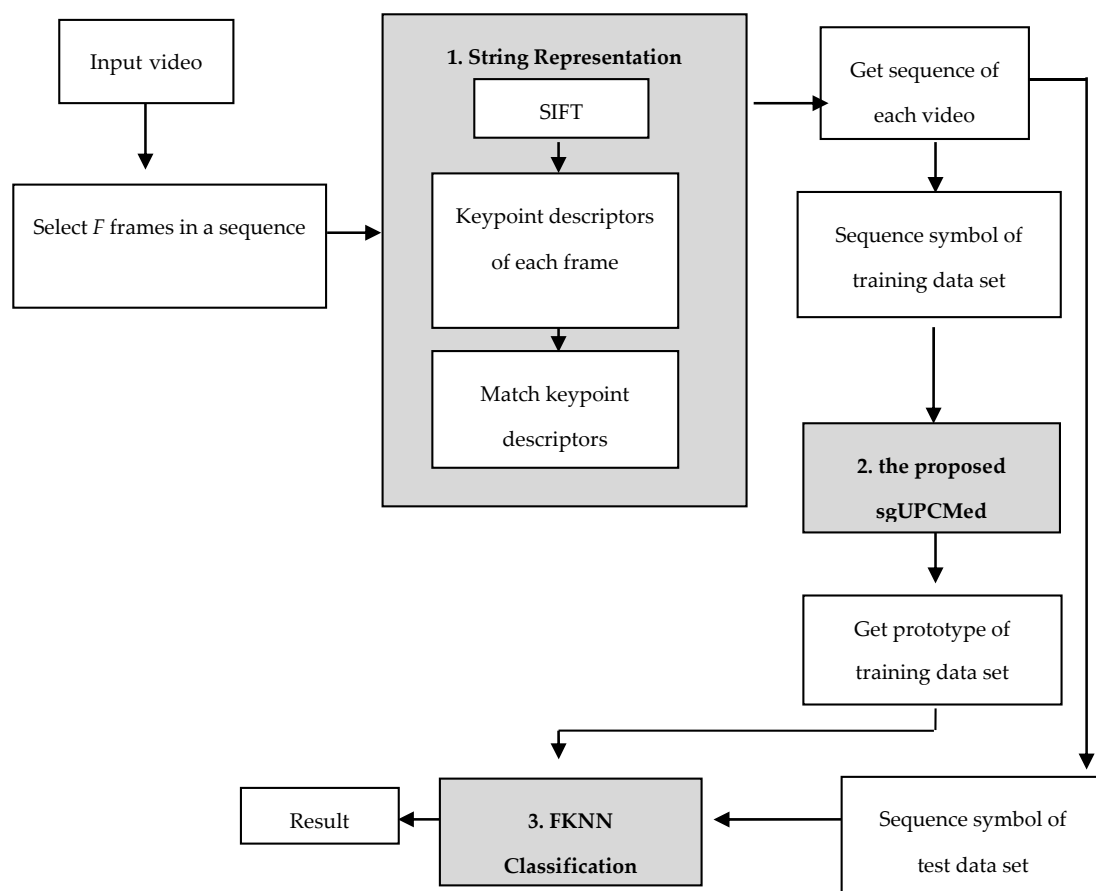 Input video
Select F frames in a sequence
1. String Representation
SIFT
Keypoint descriptors
of each frame
Match keypoint
descriptors
Get sequence of
each video
Sequence symbol of
training data set
2. the proposed
sgUPCMed
Get prototype of
training data set
Sequence symbol of
test data set
3. FKNN
Classification
Result